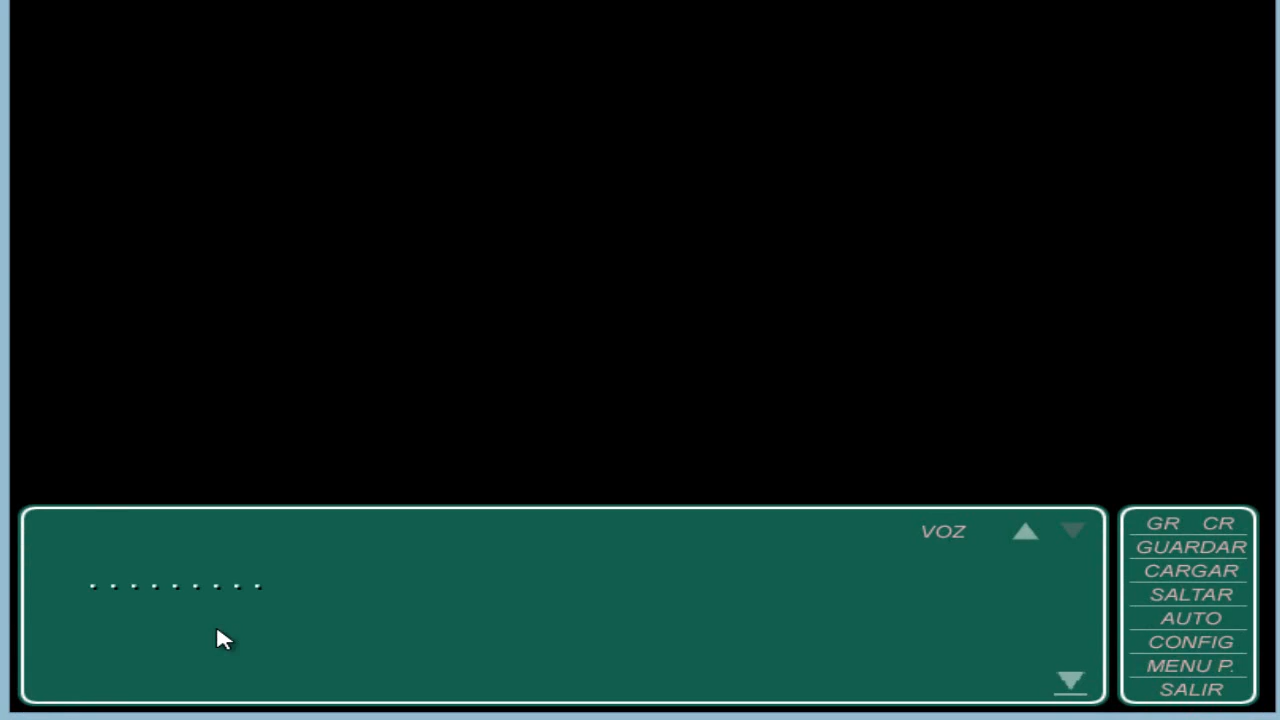 VOZ
.........
GR CR
GUARDAR
CARGAR
SALTAR
AUTO
CONFIG
MENU P.
SALIR